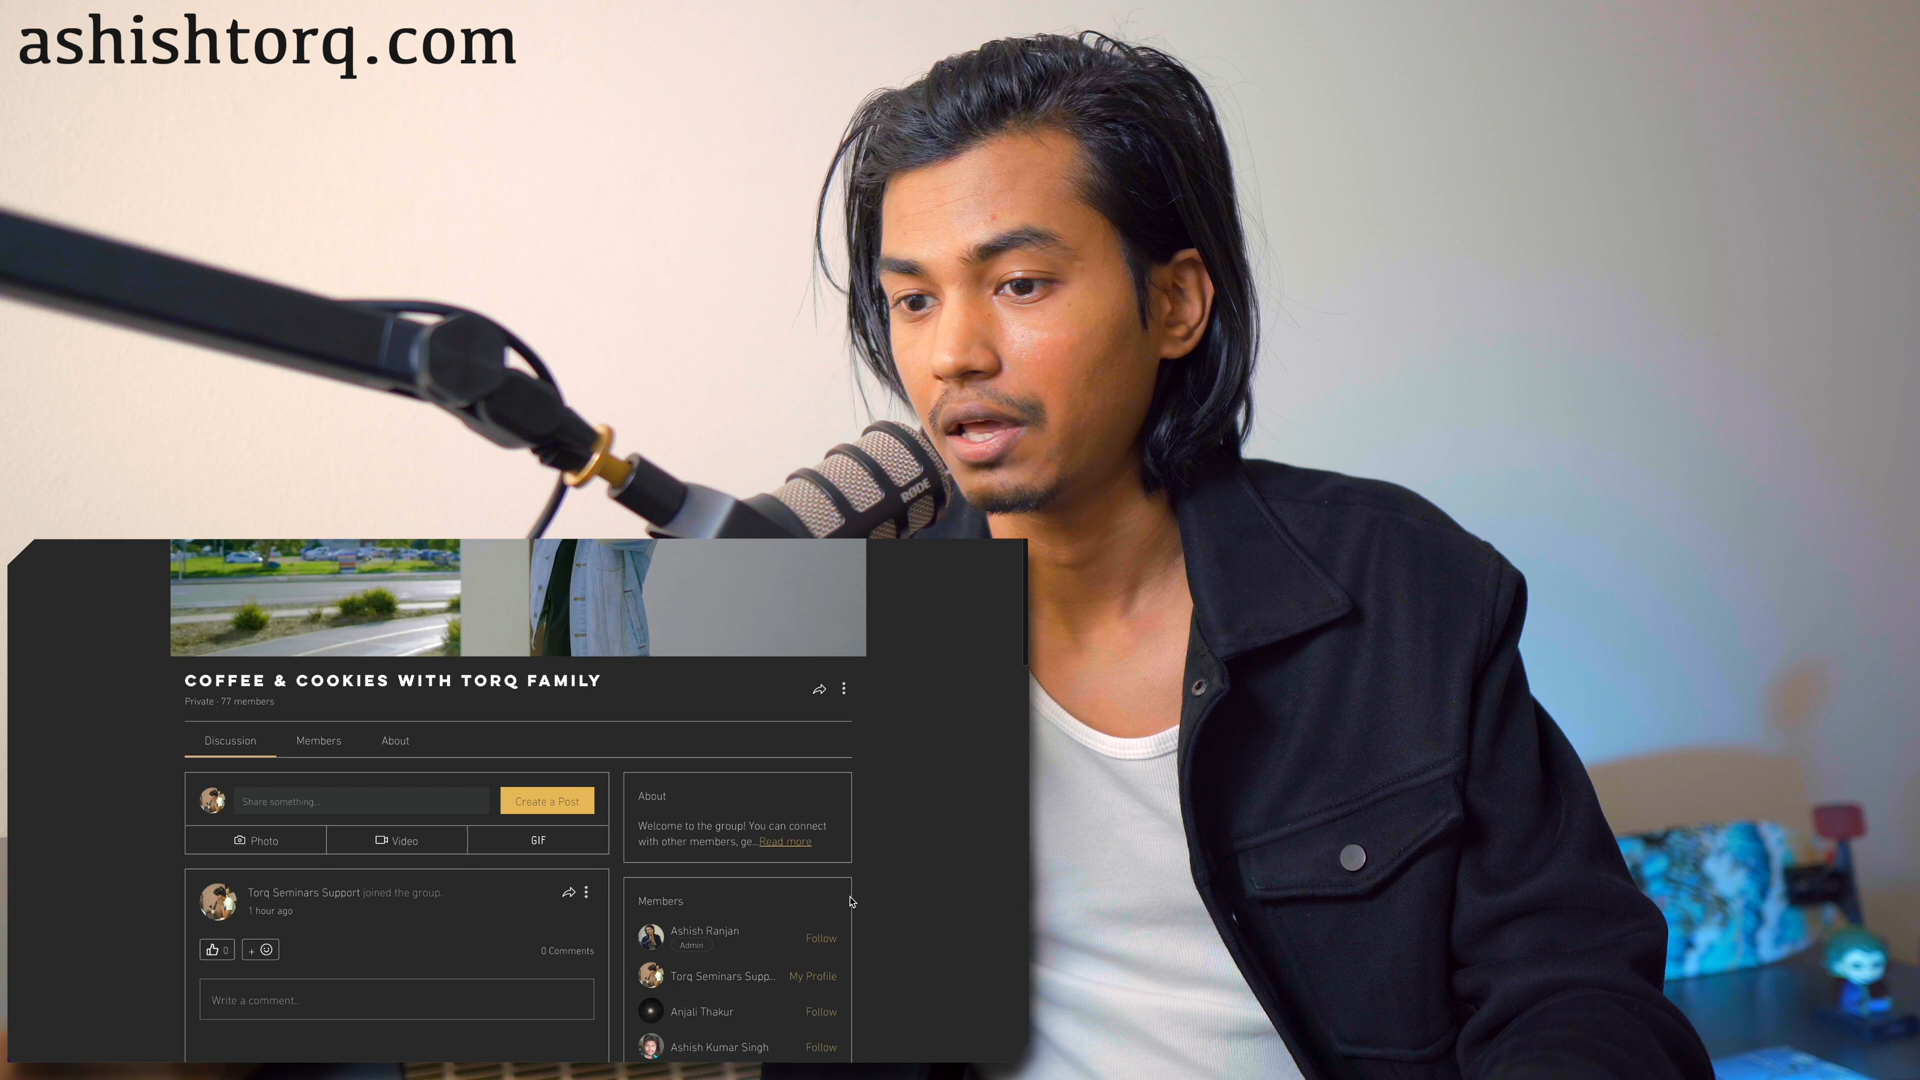 ashishtorq.com
RØDE
COFFEE & COOKIES WITH TORQ FAMILY
Private · 77 members
Discussion Members About
Share something...
Create a Post
Photo Video GIF
Torq Seminars Support joined the group.
1 hour ago
0 + 0 Comments
Write a comment...
About
Welcome to the group! You can connect
with other members, ge...Read more
Members
Ashish Ranjan Follow
Admin
Torq Seminars Supp... My Profile
Anjali Thakur Follow
Ashish Kumar Singh Follow